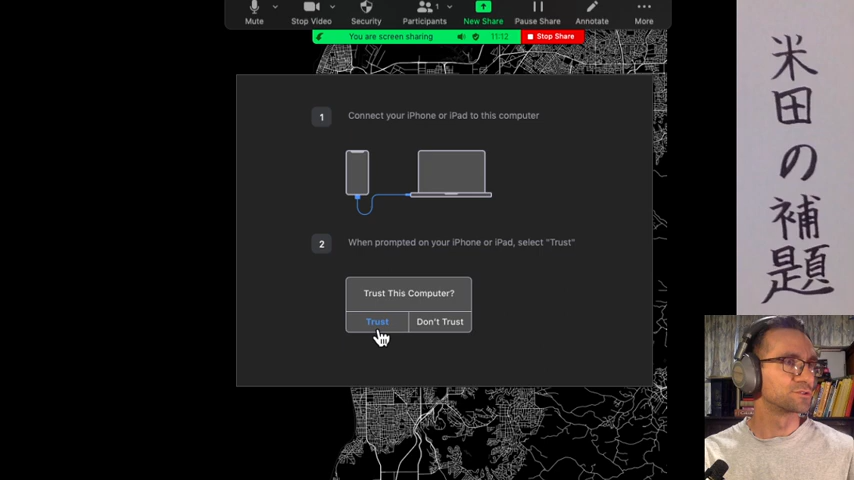 Mute
Stop Video
Security
1
Participants
New Share
Pause Share
Annotate
More
You are screen sharing
11:12
Stop Share
1
Connect your iPhone or iPad to this computer
2
When prompted on your iPhone or iPad, select "Trust"
Trust This Computer?
Trust
Don't Trust
米田の補題